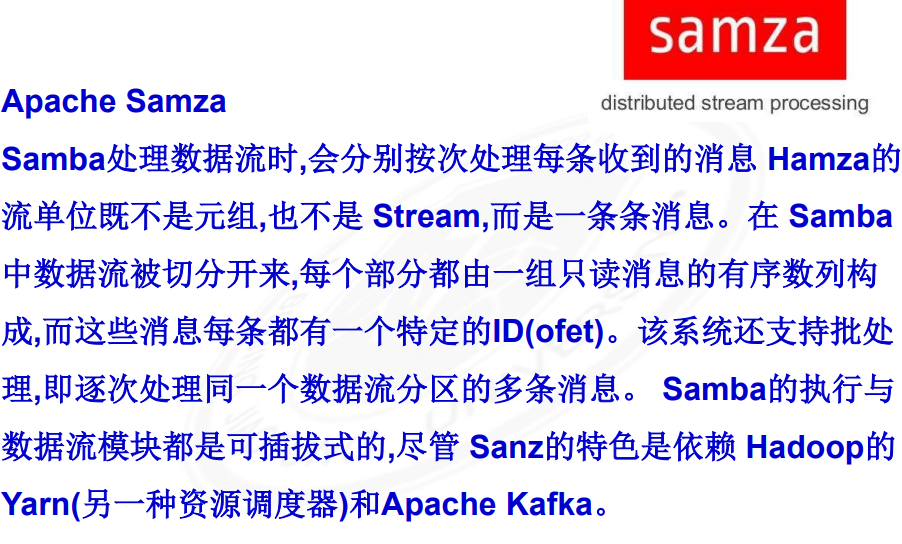 samza
distributed stream processing
Apache Samza
Samba处理数据流时,会分别按次处理每条收到的消息 Hamza的
流单位既不是元组,也不是 Stream,而是一条条消息。在 Samba
中数据流被切分开来,每个部分都由一组只读消息的有序数列构
成,而这些消息每条都有一个特定的ID(ofet)。该系统还支持批处
理,即逐次处理同一个数据流分区的多条消息。 Samba的执行与
数据流模块都是可插拔式的,尽管 Sanz的特色是依赖 Hadoop的
Yarn(另一种资源调度器)和Apache Kafka。